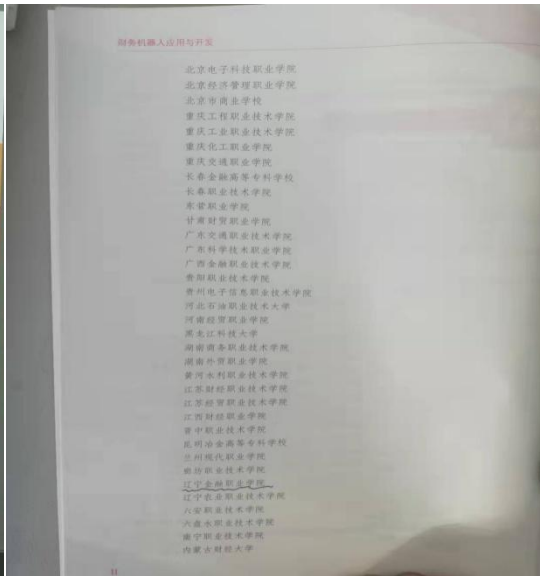 财务机器人应用与开发
北京电子科技职业学院
北京经济管理职业学院
北京市商业学校
重庆工程职业技术学院
重庆工业职业技术学院
重庆化工职业学院
重庆交通职业学院
长春金融高等专科学校
长春职业技术学院
东营职业学院
甘肃财贸职业学院
广东交通职业技术学院
广东科学技术职业学院
广西金融职业技术学院
贵阳职业技术学院
贵州电子信息职业技术学院
河北石油职业技术大学
河南经贸职业学院
黑龙江科技大学
湖南商务职业技术学院
湖南外贸职业学院
黄河水利职业技术学院
江苏财经职业技术学院
江苏经贸职业技术学院
江西财经职业学院
晋中职业技术学院
昆明冶金高等专科学校
兰州现代职业学院
廊坊职业技术学院
辽宁金融职业学院
辽宁农业职业技术学院
六安职业技术学院
六盘水职业技术学院
南宁职业技术学院
内蒙古财经大学
II